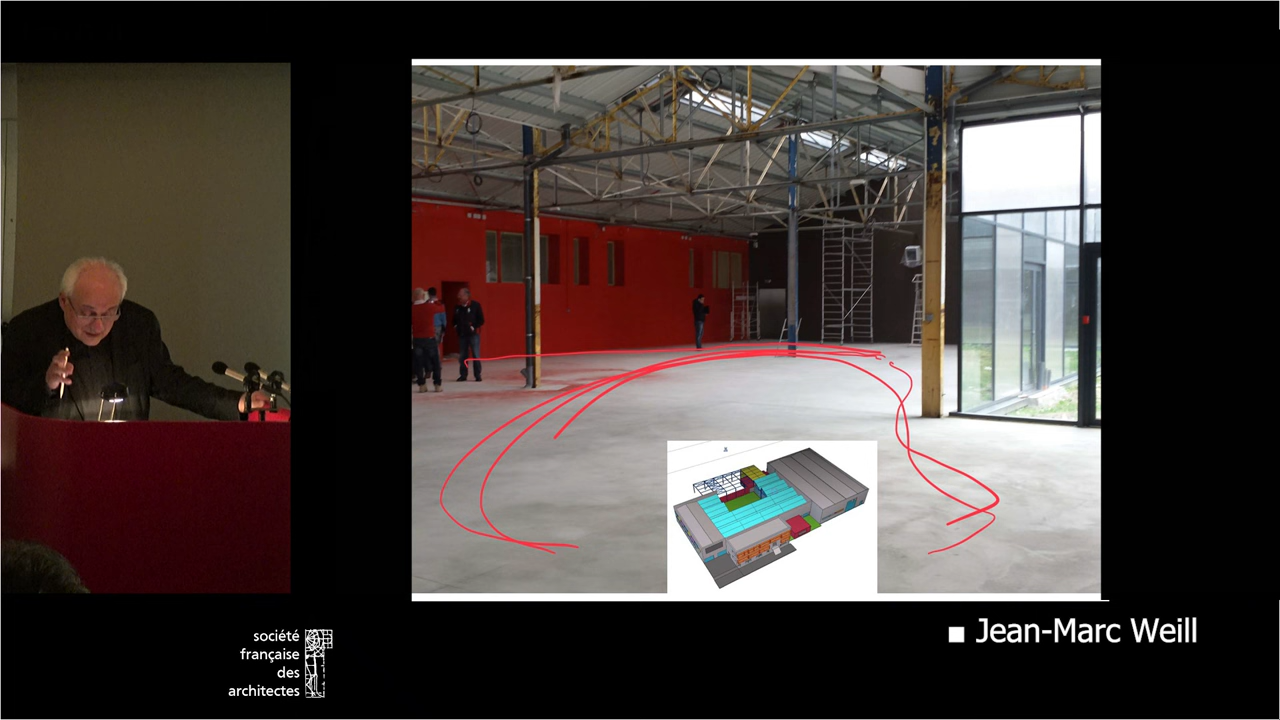 société
française
des
architectes
Jean-Marc Weill